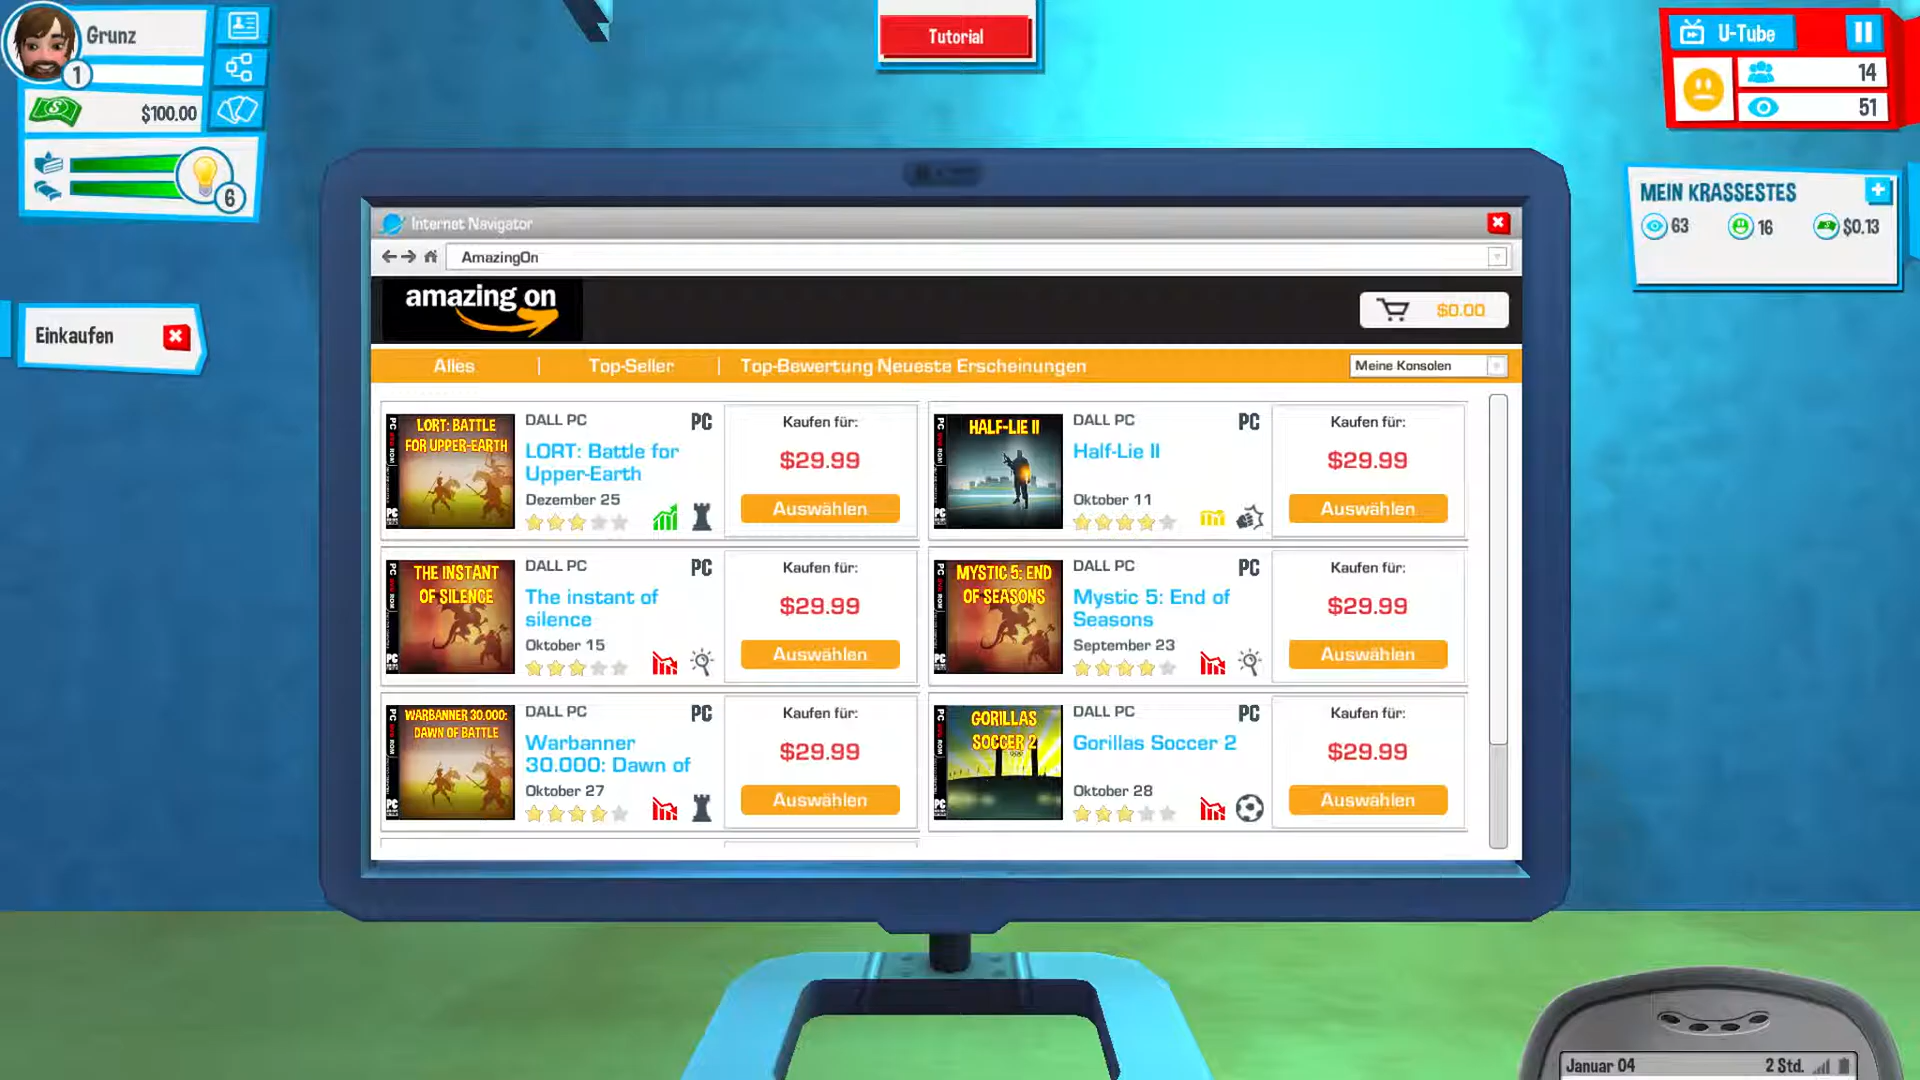 Grunz
1
$100.00
6
Tutorial
U-Tube
14
51
MEIN KRASSESTES
63
16
$0.13
Einkaufen
Internet Navigator
AmazingOn
amazing on
$0.00
Alles | Top-Seller | Top-Bewertung Neueste Erscheinungen
Meine Konsolen
LORT: BATTLE
FOR UPPER-EARTH
PC
DALL PC
PC
LORT: Battle for
Upper-Earth
Dezember 25
Kaufen für:
$29.99
Auswählen
HALF-LIE II
PC
DALL PC
PC
Half-Lie II
Oktober 11
Kaufen für:
$29.99
Auswählen
THE INSTANT
OF SILENCE
PC
DALL PC
PC
The instant of
silence
Oktober 15
Kaufen für:
$29.99
Auswählen
MYSTIC 5: END
OF SEASONS
PC
DALL PC
PC
Mystic 5: End of
Seasons
September 23
Kaufen für:
$29.99
Auswählen
WARBANNER 30.000:
DAWN OF BATTLE
PC
DALL PC
PC
Warbanner
30.000: Dawn of
Oktober 27
Kaufen für:
$29.99
Auswählen
GORILLAS
SOCCER 2
PC
DALL PC
PC
Gorillas Soccer 2
Oktober 28
Kaufen für:
$29.99
Auswählen
Januar 04
2 Std.